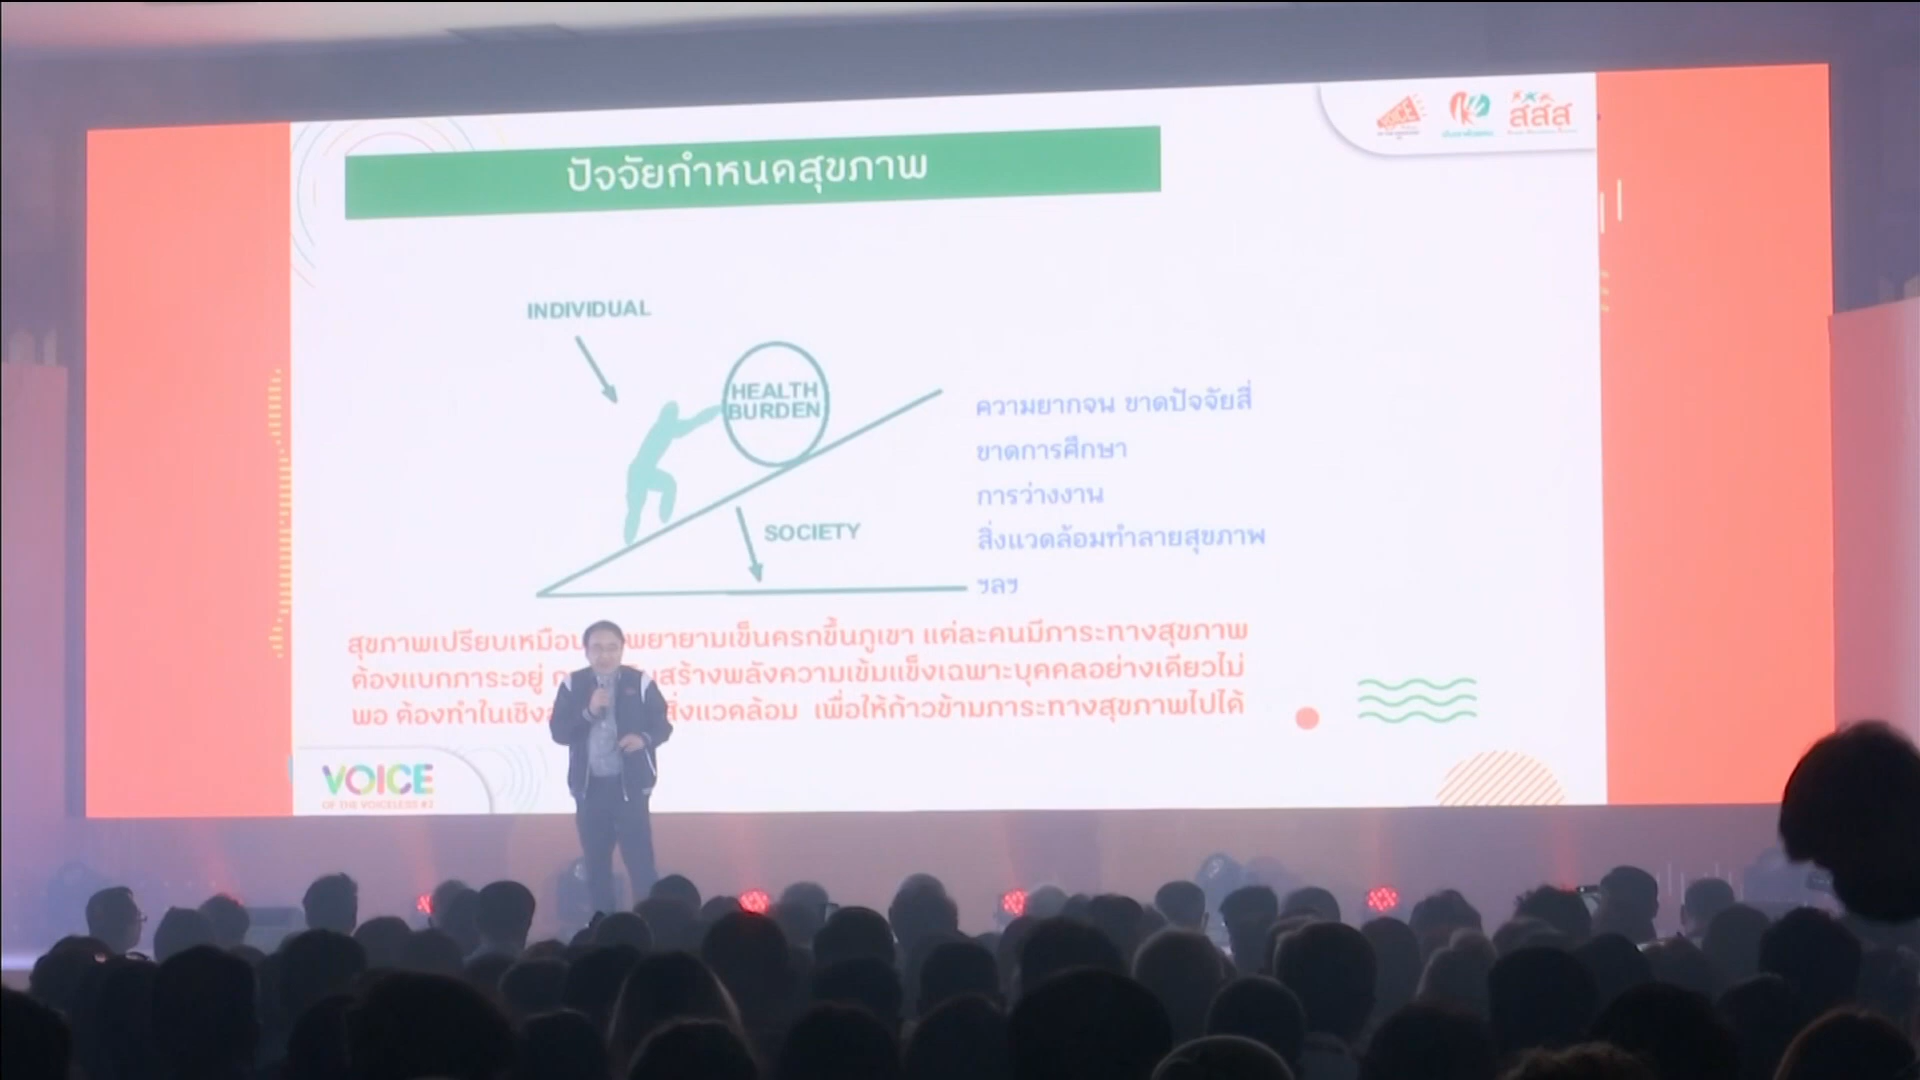 VOICE
สสส
ปัจจัยกำหนดสุขภาพ
INDIVIDUAL
HEALTH
BURDEN
SOCIETY
ความยากจน ขาดปัจจัยสี่
ขาดการศึกษา
การว่างงาน
สิ่งแวดล้อมทำลายสุขภาพ
ฯลฯ
สุขภาพเปรียบเหมือน พยายามเข็นครกขึ้นภูเขา แต่ละคนมีภาระทางสุขภาพ
ต้องแบกภาระอยู่ สร้างพลังความเข้มแข็งเฉพาะบุคคลอย่างเดียวไม่
พอ ต้องทำในเชิง สิ่งแวดล้อม เพื่อให้ก้าวข้ามภาระทางสุขภาพไปได้
VOICE
OF THE VOICELESS #2